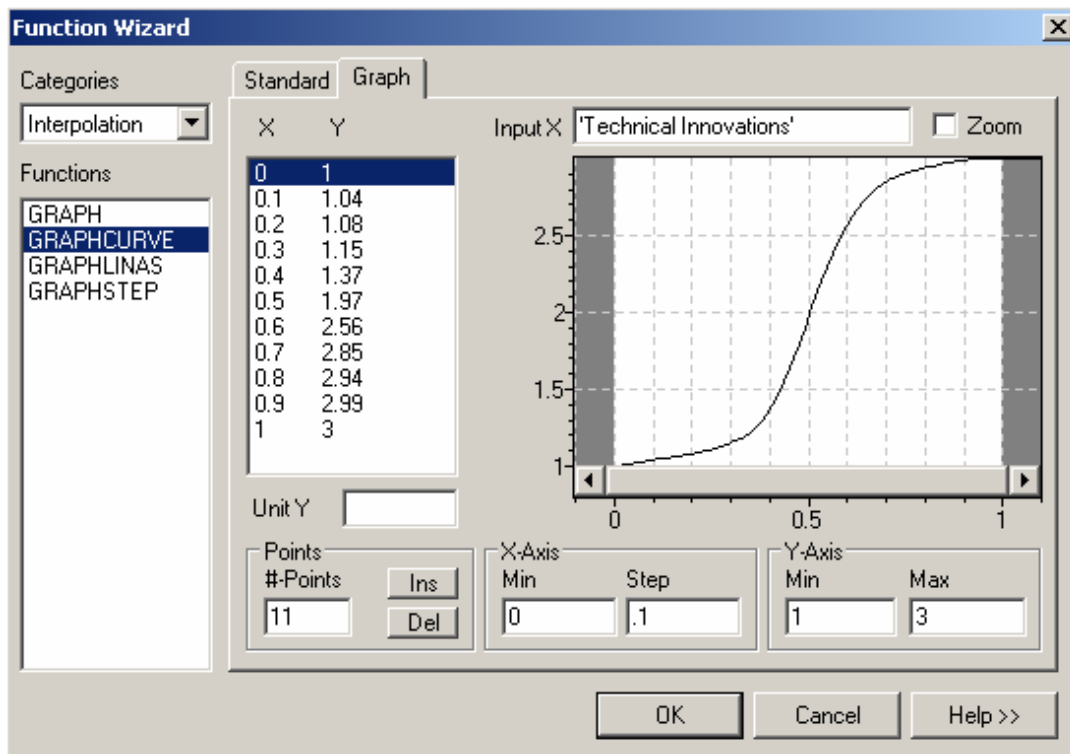 Function Wizard
Categories
Interpolation
Functions
GRAPH
GRAPHCURVE
GRAPHLINAS
GRAPHSTEP
Standard
Graph
X Y
0 1
0.1 1.04
0.2 1.08
0.3 1.15
0.4 1.37
0.5 1.97
0.6 2.56
0.7 2.85
0.8 2.94
0.9 2.99
1 3
Unit Y
Input X 'Technical Innovations' Zoom
2.5
2
1.5
1
0 0.5 1
Points
#-Points
11
Ins
Del
X-Axis
Min Step
0 .1
Y-Axis
Min Max
1 3
OK Cancel Help >>